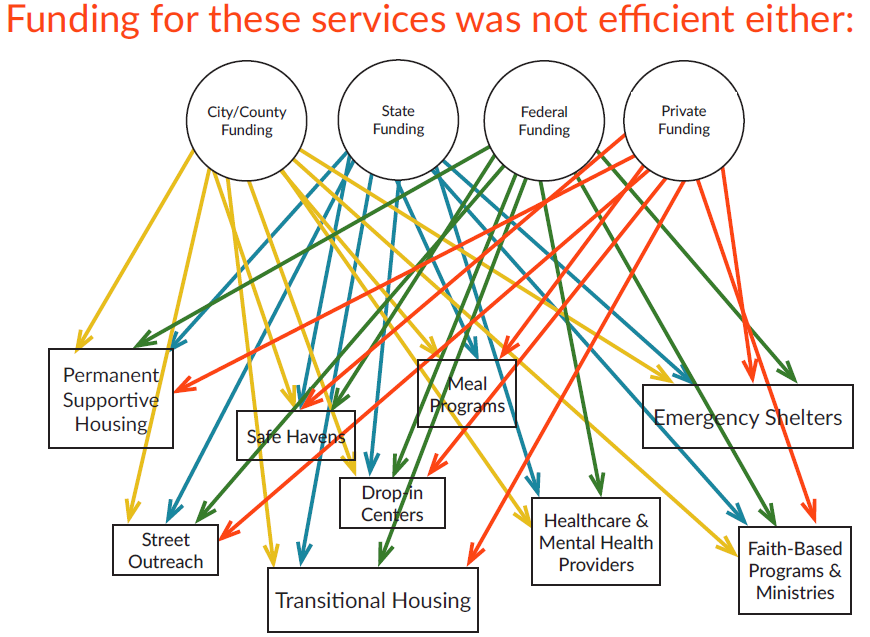 Funding for these services was not efficient either:
City/County
Funding
State
Funding
Federal
Funding
Private
Funding
Permanent
Supportive
Housing
Safe Havens
Meal
Programs
Emergency Shelters
Drop-in
Centers
Street
Outreach
Healthcare &
Mental Health
Providers
Faith-Based
Programs &
Ministries
Transitional Housing